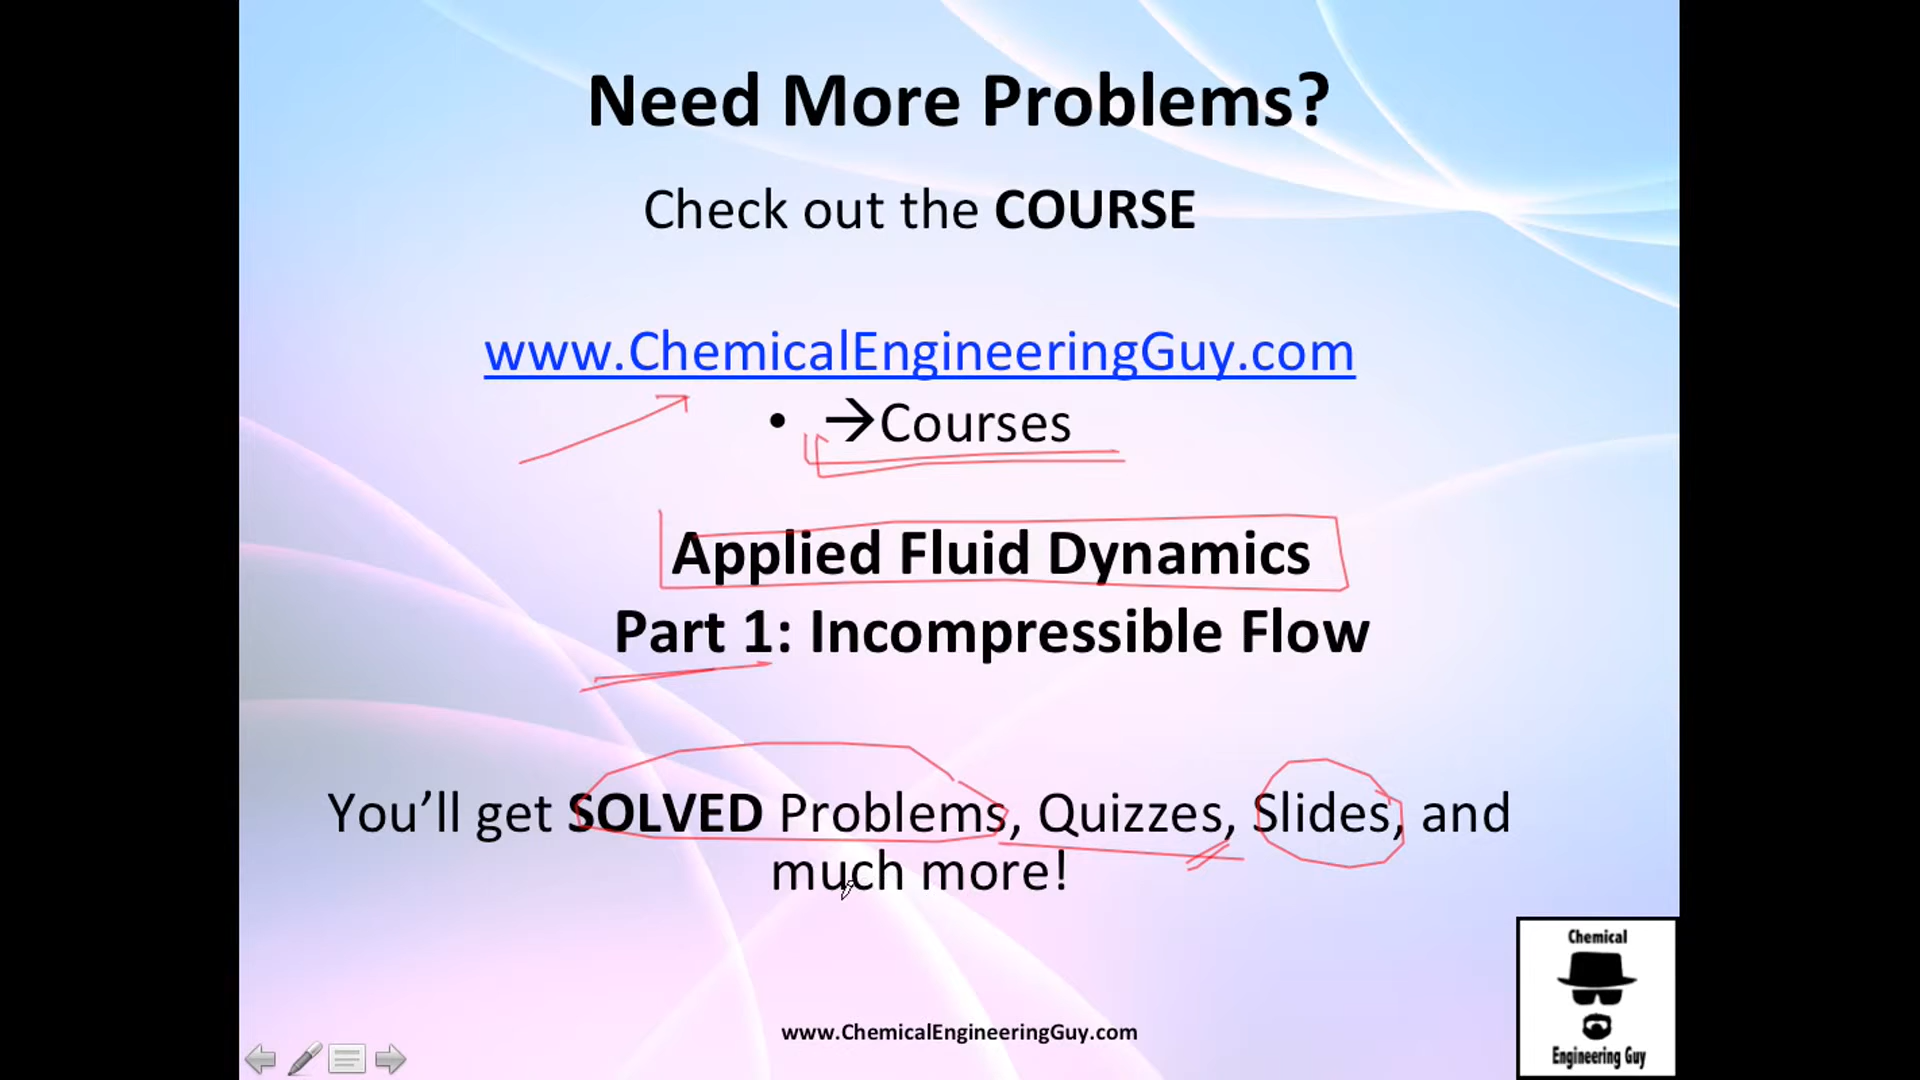 Need More Problems?
Check out the COURSE
www.ChemicalEngineeringGuy.com
• →Courses
Applied Fluid Dynamics
Part 1: Incompressible Flow
You’ll get SOLVED Problems, Quizzes, Slides, and
much more!
www.ChemicalEngineeringGuy.com
Chemical
Engineering Guy